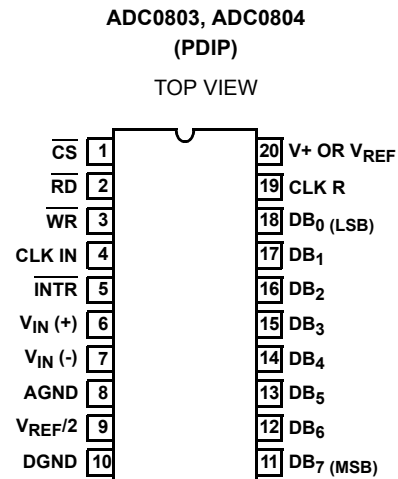 ADC0803, ADC0804
(PDIP)
TOP VIEW
CS 1 20 V+ OR VREF
RD 2 19 CLK R
WR 3 18 DB0 (LSB)
CLK IN 4 17 DB1
INTR 5 16 DB2
VIN (+) 6 15 DB3
VIN (-) 7 14 DB4
AGND 8 13 DB5
VREF/2 9 12 DB6
DGND 10 11 DB7 (MSB)